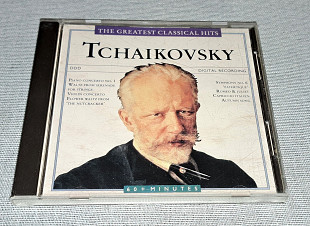 THE GREATEST CLASSICAL HITS
TCHAIKOVSKY
DDD
DIGITAL RECORDING
PIANO CONCERTO NO. 1
WALTZ FROM SERENADE
FOR STRINGS
VIOLIN CONCERTO
FLOWER WALTZ FROM
"THE NUTCRACKER"
SYMPHONY NO. 6
"PATHETIQUE"
ROMEO & JULIET
CAPRICCIO ITALIEN
AUTUMN SONG
60+ MINUTES